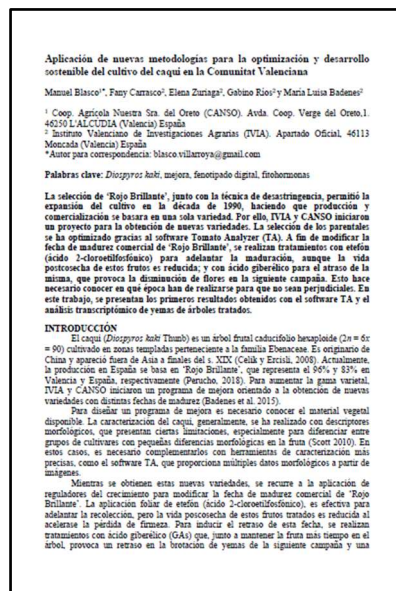 Aplicación de nuevas metodologías para la optimización y desarrollo
sostenible del cultivo del caqui en la Comunitat Valenciana
Manuel Blasco¹*, Fany Carrasco², Elena Zuriaga², Gabino Ríos² y María Luisa Badenes²
¹ Coop. Agrícola Nuestra Sra. del Oreto (CANSO). Avda. Coop. Verge del Oreto,1.
46250 L'ALCUDIA (Valencia) España
² Instituto Valenciano de Investigaciones Agrarias (IVIA). Apartado Oficial, 46113
Moncada (Valencia) España
*Autor para correspondencia: blasco.villarroya@gmail.com
Palabras clave: Diospyros kaki, mejora, fenotipado digital, fitohormonas
La selección de 'Rojo Brillante', junto con la técnica de desastringencia, permitió la
expansión del cultivo en la década de 1990, haciendo que producción y
comercialización se basara en una sola variedad. Por ello, IVIA y CANSO iniciaron
un proyecto para la obtención de nuevas variedades. La selección de los parentales
se ha optimizado gracias al software Tomato Analyzer (TA). A fin de modificar la
fecha de madurez comercial de 'Rojo Brillante', se realizan tratamientos con etefón
(ácido 2-cloroetilfosfónico) para adelantar la maduración, aunque la vida
postcosecha de estos frutos es reducida; y con ácido giberélico para el atraso de la
misma, que provoca la disminución de flores en la siguiente campaña. Esto hace
necesario conocer en qué época han de realizarse para que no sean perjudiciales. En
este trabajo, se presentan los primeros resultados obtenidos con el software TA y el
análisis transcriptómico de yemas de árboles tratados.
INTRODUCCIÓN
El caqui (Diospyros kaki Thunb) es un árbol frutal caducifolio hexaploide (2n = 6x
= 90) cultivado en zonas templadas perteneciente a la familia Ebenaceae. Es originario de
China y apareció fuera de Asia a finales del s. XIX (Celik y Ercisli, 2008). Actualmente,
la producción en España se basa en 'Rojo Brillante', que representa el 96% y 83% en
Valencia y España, respectivamente (Perucho, 2018). Para aumentar la gama varietal,
IVIA y CANSO iniciaron un programa de mejora orientado a la obtención de nuevas
variedades con distintas fechas de madurez (Badenes et al. 2015).
Para diseñar un programa de mejora es necesario conocer el material vegetal
disponible. La caracterización del caqui, generalmente, se ha realizado con descriptores
morfológicos, que presentan ciertas limitaciones, especialmente para diferenciar entre
grupos de cultivares con pequeñas diferencias morfológicas en la fruta (Scott 2010). En
estos casos, es necesario complementarlos con herramientas de caracterización más
precisas, como el software TA, que proporciona múltiples datos morfológicos a partir de
imágenes.
Mientras se obtienen estas nuevas variedades, se recurre a la aplicación de
reguladores del crecimiento para modificar la fecha de madurez comercial de 'Rojo
Brillante'. La aplicación foliar de etefón (ácido 2-cloroetilfosfónico), es efectiva para
adelantar la recolección, pero la vida poscosecha de estos frutos tratados es reducida al
acelerase la pérdida de firmeza. Para inducir el retraso de esta fecha, se realizan
tratamientos con ácido giberélico (GAs) que, junto a mantener la fruta más tiempo en el
árbol, provoca un retraso en la brotación de yemas de la siguiente campaña y una